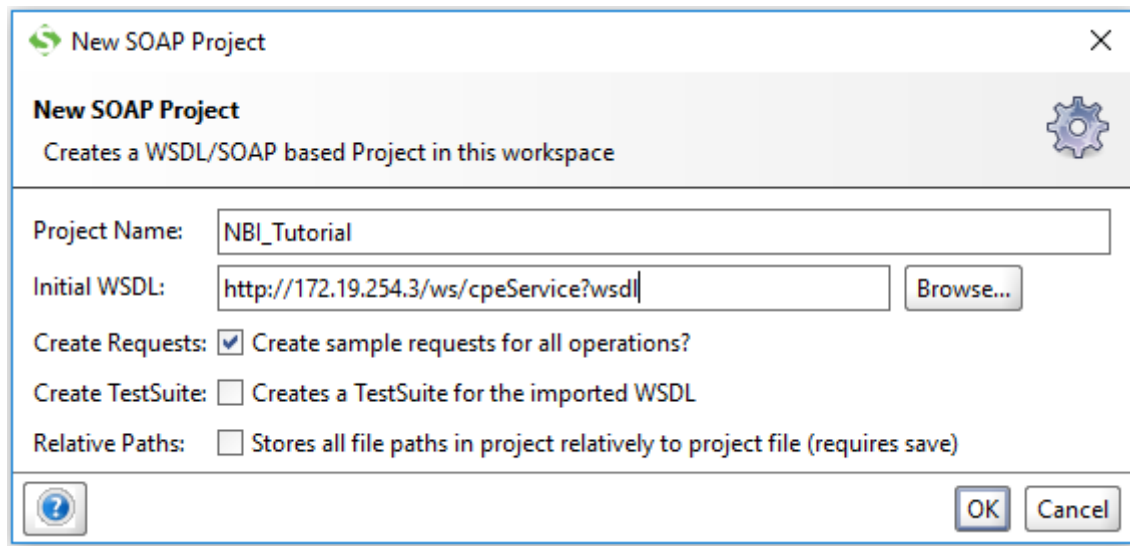 New SOAP Project
New SOAP Project
Creates a WSDL/SOAP based Project in this workspace
Project Name: NBI_Tutorial
Initial WSDL: http://172.19.254.3/ws/cpeService?wsdl Browse...
Create Requests: Create sample requests for all operations?
Create TestSuite: Creates a TestSuite for the imported WSDL
Relative Paths: Stores all file paths in project relatively to project file (requires save)
? OK Cancel